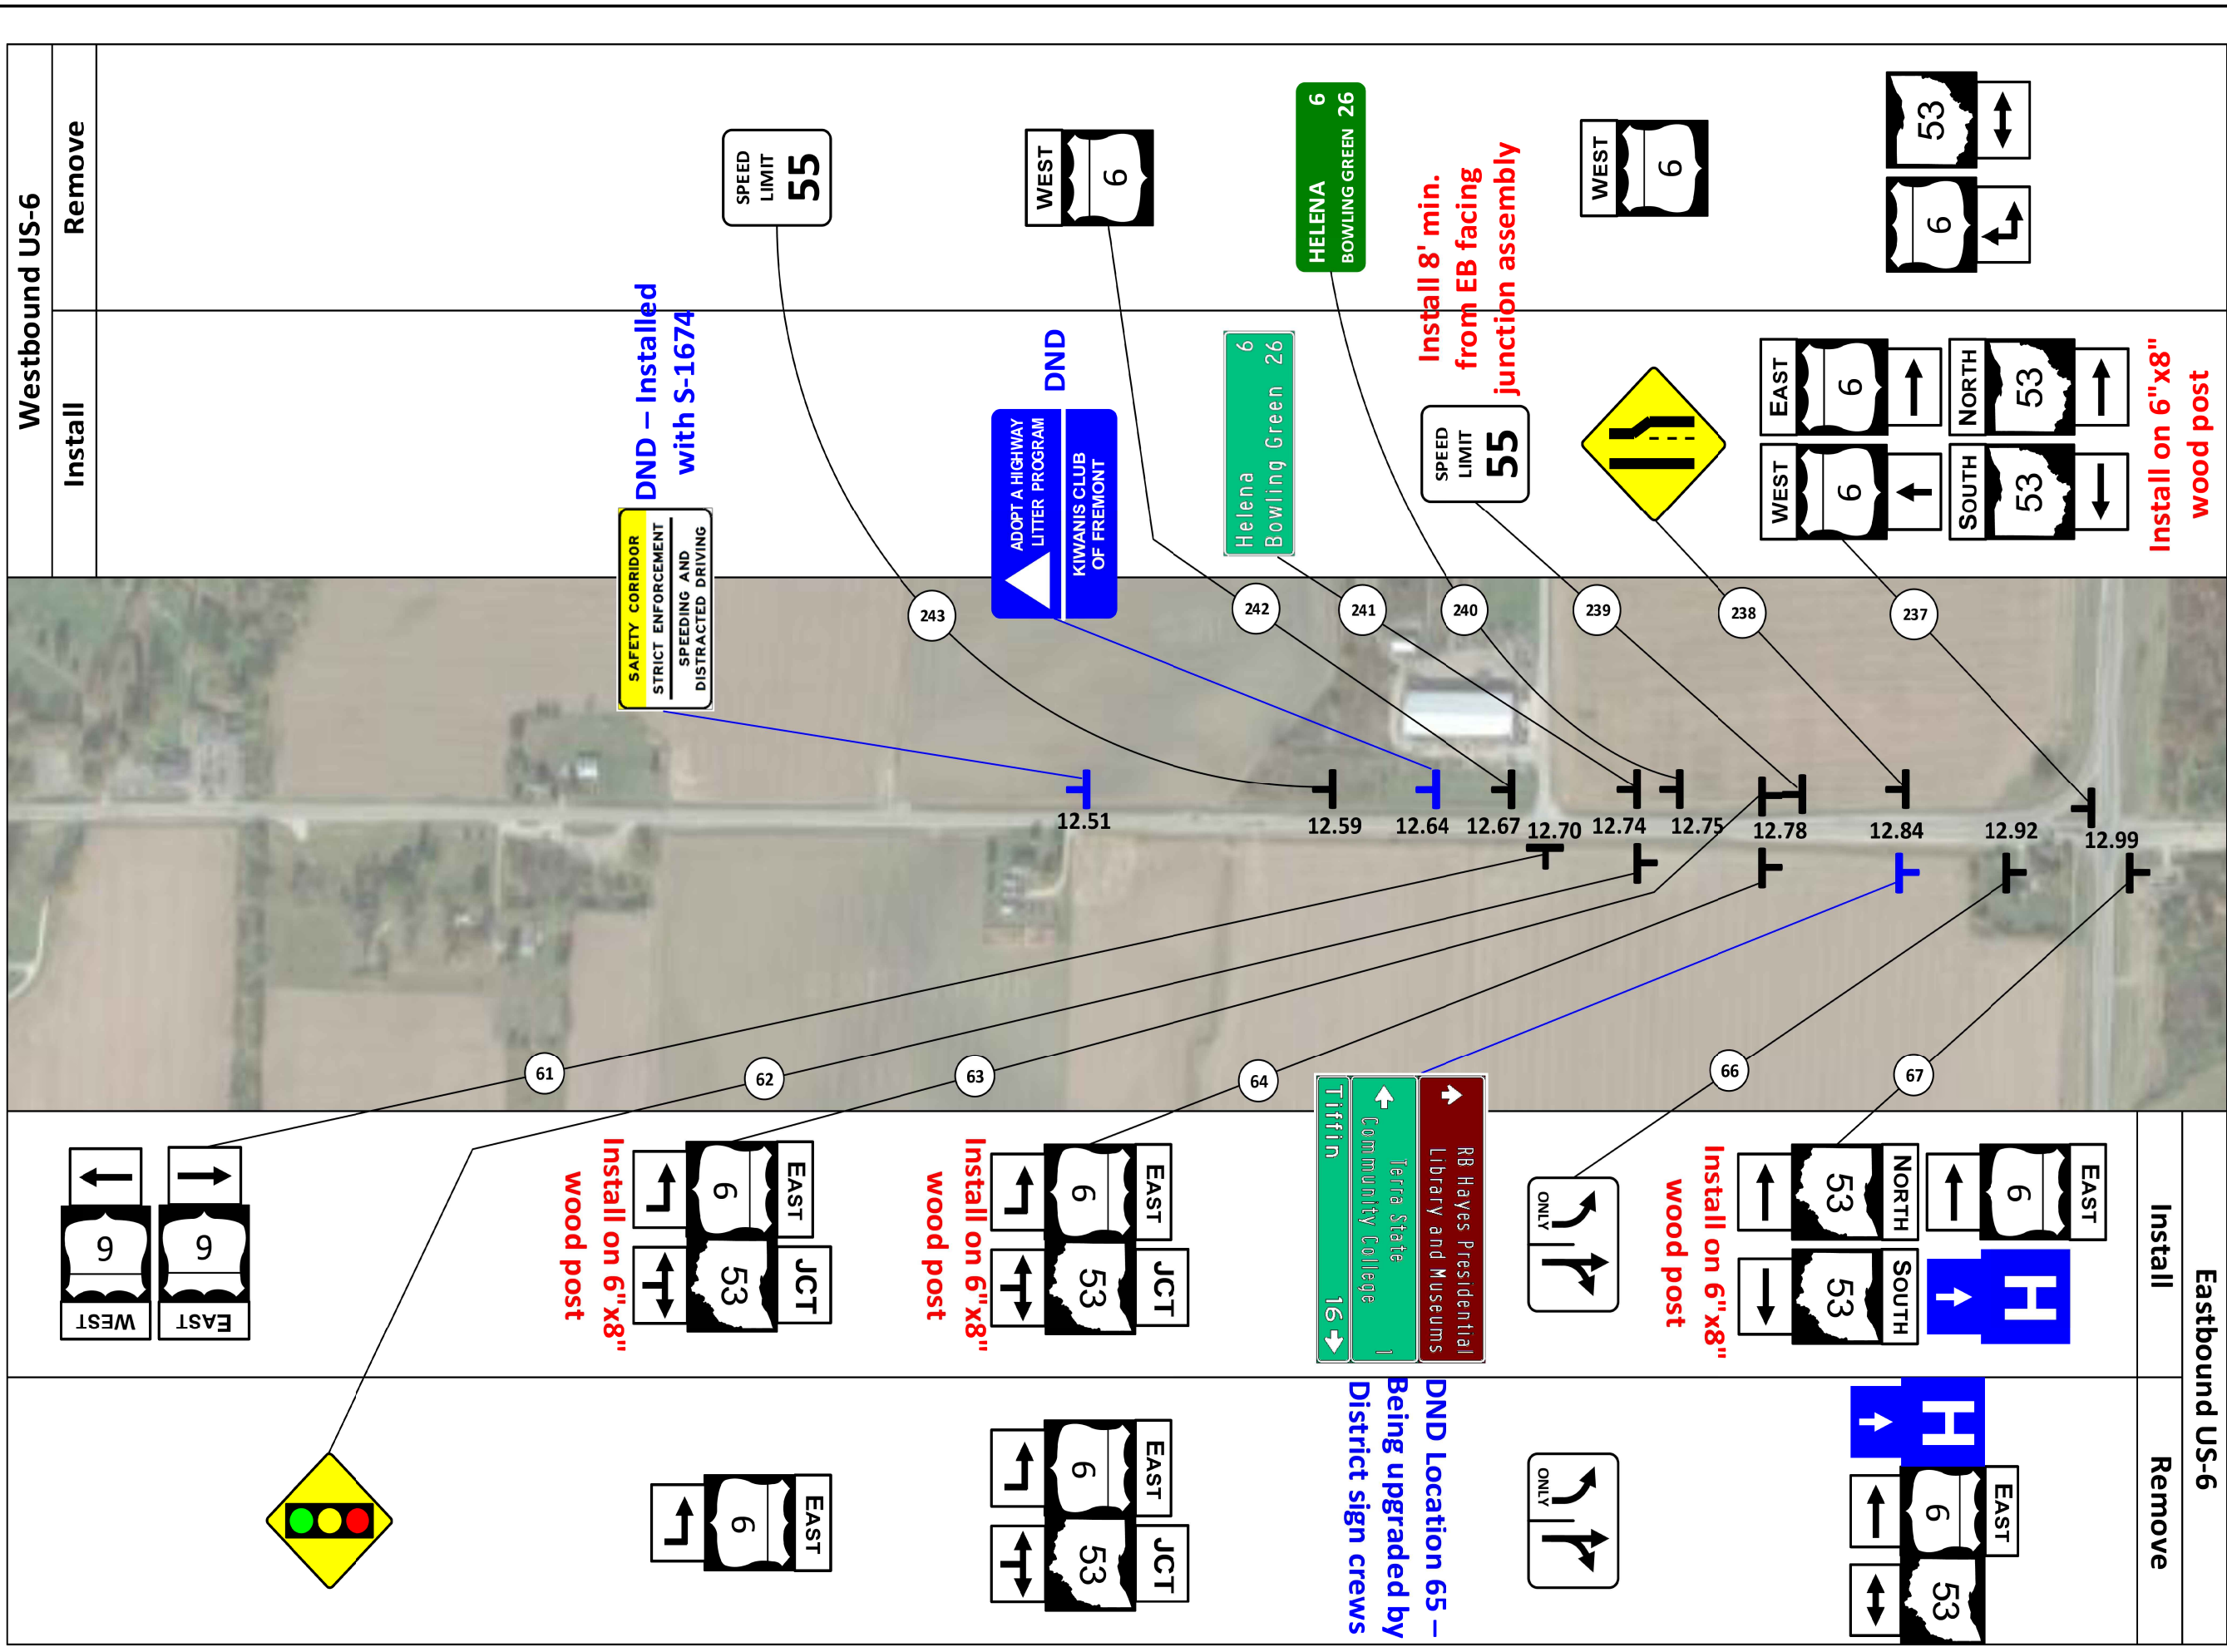 Westbound US-6
Remove
Install
SPEED
LIMIT
55
WEST
6
HELENA 6
BOWLING GREEN 26
WEST
6
53
6
DND – Installed
with S-1674
SAFETY CORRIDOR
STRICT ENFORCEMENT
SPEEDING AND
DISTRACTED DRIVING
DND
ADOPT A HIGHWAY
LITTER PROGRAM
KIWANIS CLUB
OF FREMONT
Helena 6
Bowling Green 26
Install 8' min.
from EB facing
junction assembly
SPEED
LIMIT
55
EAST
6
WEST
6
NORTH
53
SOUTH
53
Install on 6"x8"
wood post
243
242
241
240
239
238
237
12.51
12.59
12.64
12.67
12.70
12.74
12.75
12.78
12.84
12.92
12.99
61
62
63
64
66
67
Eastbound US-6
Install
Remove
6
WEST
6
EAST
Install on 6"x8"
wood post
EAST
6
JCT
53
Install on 6"x8"
wood post
EAST
6
JCT
53
RB Hayes Presidential
Library and Museums
Terra State
Community College 1
Tiffin 16
ONLY
Install on 6"x8"
wood post
NORTH
53
SOUTH
53
EAST
6
H
EAST
6
EAST
6
JCT
53
DND Location 65 –
Being upgraded by
District sign crews
ONLY
H
EAST
6
53